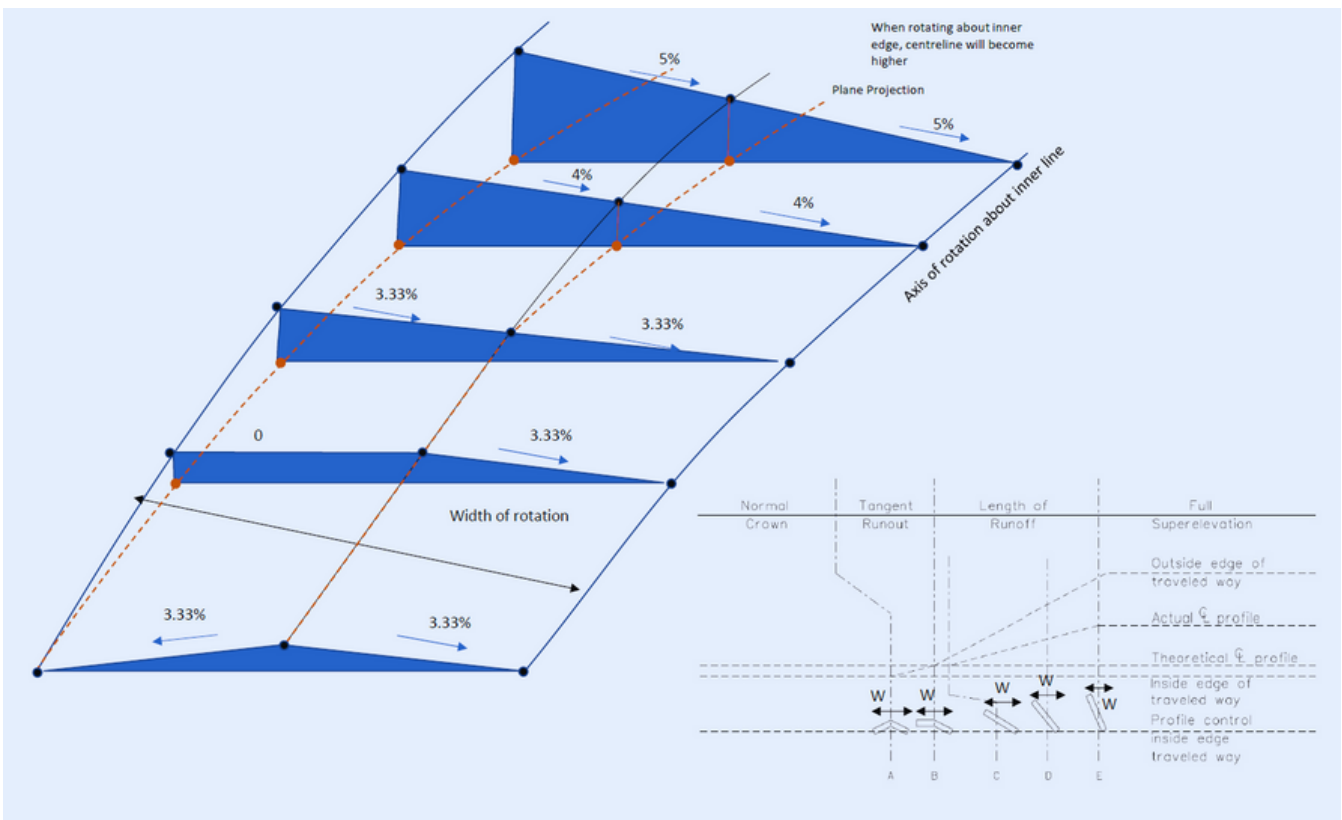 When rotating about inner
edge, centreline will become
higher
5%
Plane Projection
5%
4%
4%
Axis of rotation about inner line
3.33%
3.33%
0
3.33%
Width of rotation
3.33%
3.33%
Normal
Crown
Tangent
Runout
Length of
Runoff
Full
Superelevation
Outside edge of
traveled way
Actual ℄ profile
Theoretical ℄ profile
Inside edge of
traveled way
Profile control
inside edge
traveled way
W
W
W
W
W
A
B
C
D
E